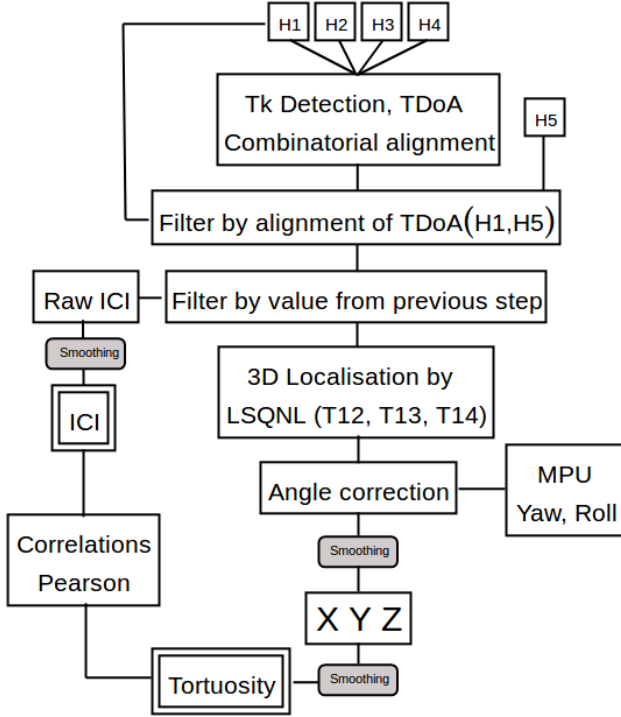 H1 H2 H3 H4
Tk Detection, TDoA
Combinatorial alignment
H5
Filter by alignment of TDoA(H1,H5)
Raw ICI
Filter by value from previous step
Smoothing
3D Localisation by
LSQNL (T12, T13, T14)
ICI
Angle correction
MPU
Yaw, Roll
Correlations
Pearson
Smoothing
X Y Z
Tortuosity
Smoothing